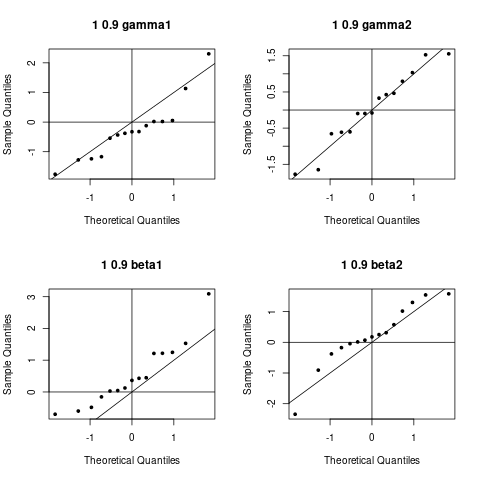 1 0.9 gamma1
Sample Quantiles
2
1
0
-1
-1 0 1
Theoretical Quantiles
1 0.9 gamma2
Sample Quantiles
1.5
0.5
-0.5
-1.5
-1 0 1
Theoretical Quantiles
1 0.9 beta1
Sample Quantiles
3
2
1
0
-1 0 1
Theoretical Quantiles
1 0.9 beta2
Sample Quantiles
1
0
-1
-2
-1 0 1
Theoretical Quantiles